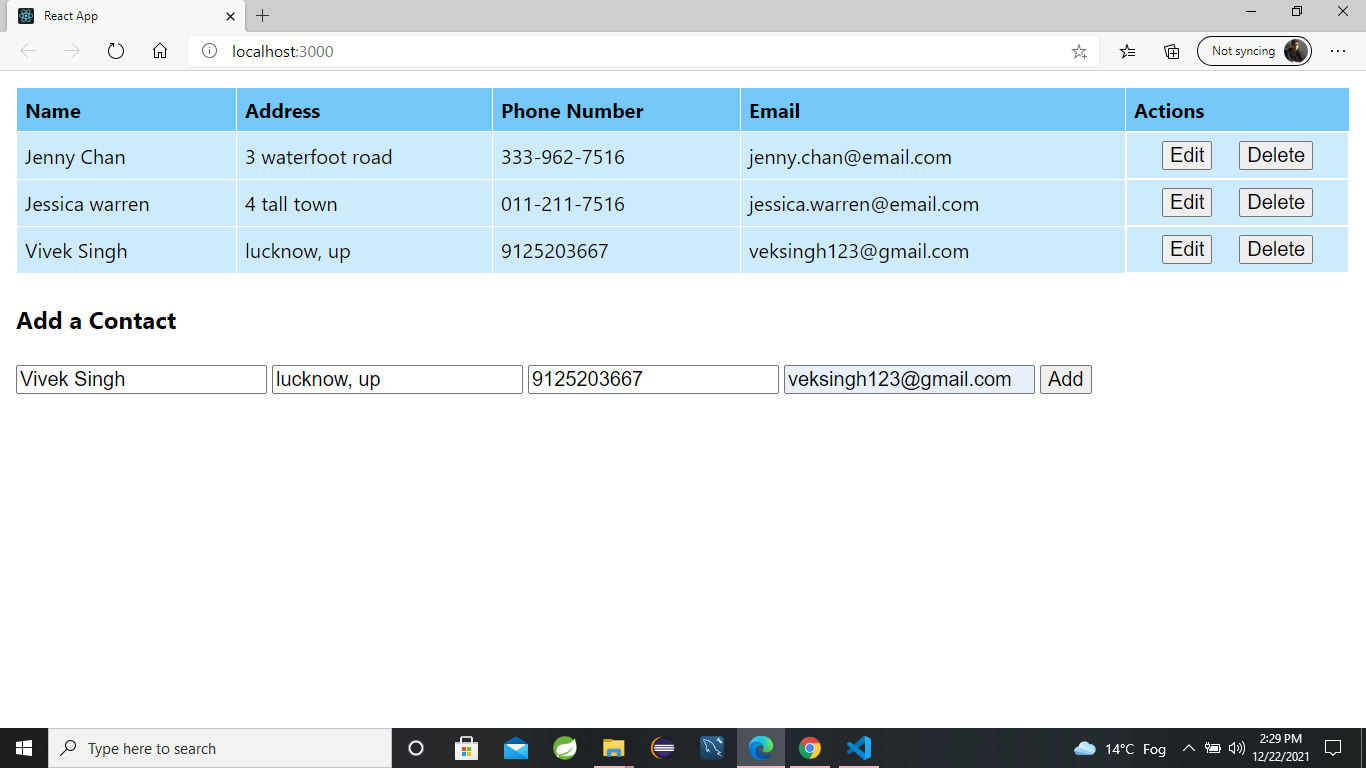 React App
localhost:3000
Not syncing
Name Address Phone Number Email Actions
Jenny Chan 3 waterfoot road 333-962-7516 jenny.chan@email.com Edit Delete
Jessica warren 4 tall town 011-211-7516 jessica.warren@email.com Edit Delete
Vivek Singh lucknow, up 9125203667 veksingh123@gmail.com Edit Delete
Add a Contact
Vivek Singh lucknow, up 9125203667 veksingh123@gmail.com Add
Type here to search
14°C Fog
2:29 PM
12/22/2021